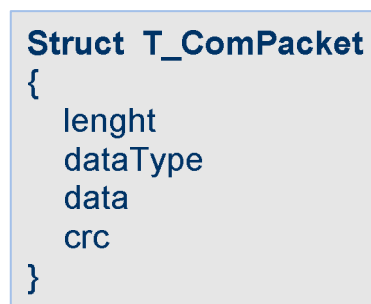 Struct T_ComPacket
{
lenght
dataType
data
crc
}